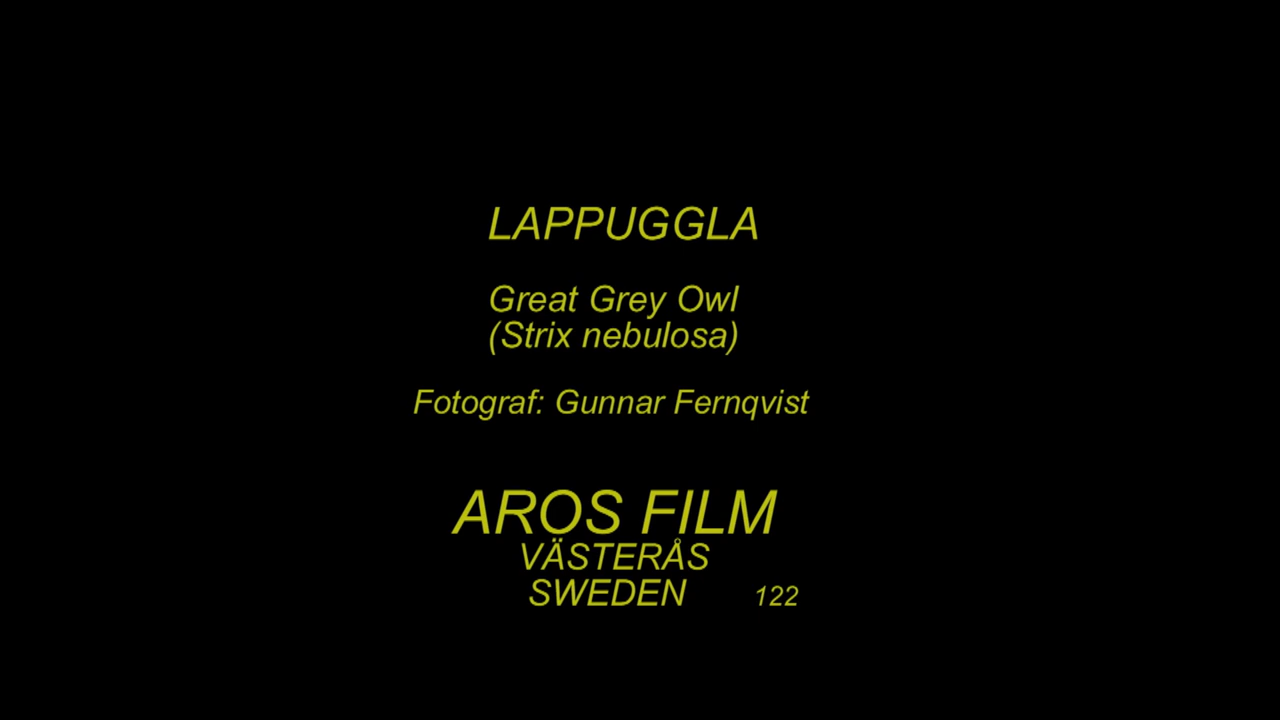 LAPPUGGLA
Great Grey Owl
(Strix nebulosa)
Fotograf: Gunnar Fernqvist
AROS FILM
VÄSTERÅS
SWEDEN 122